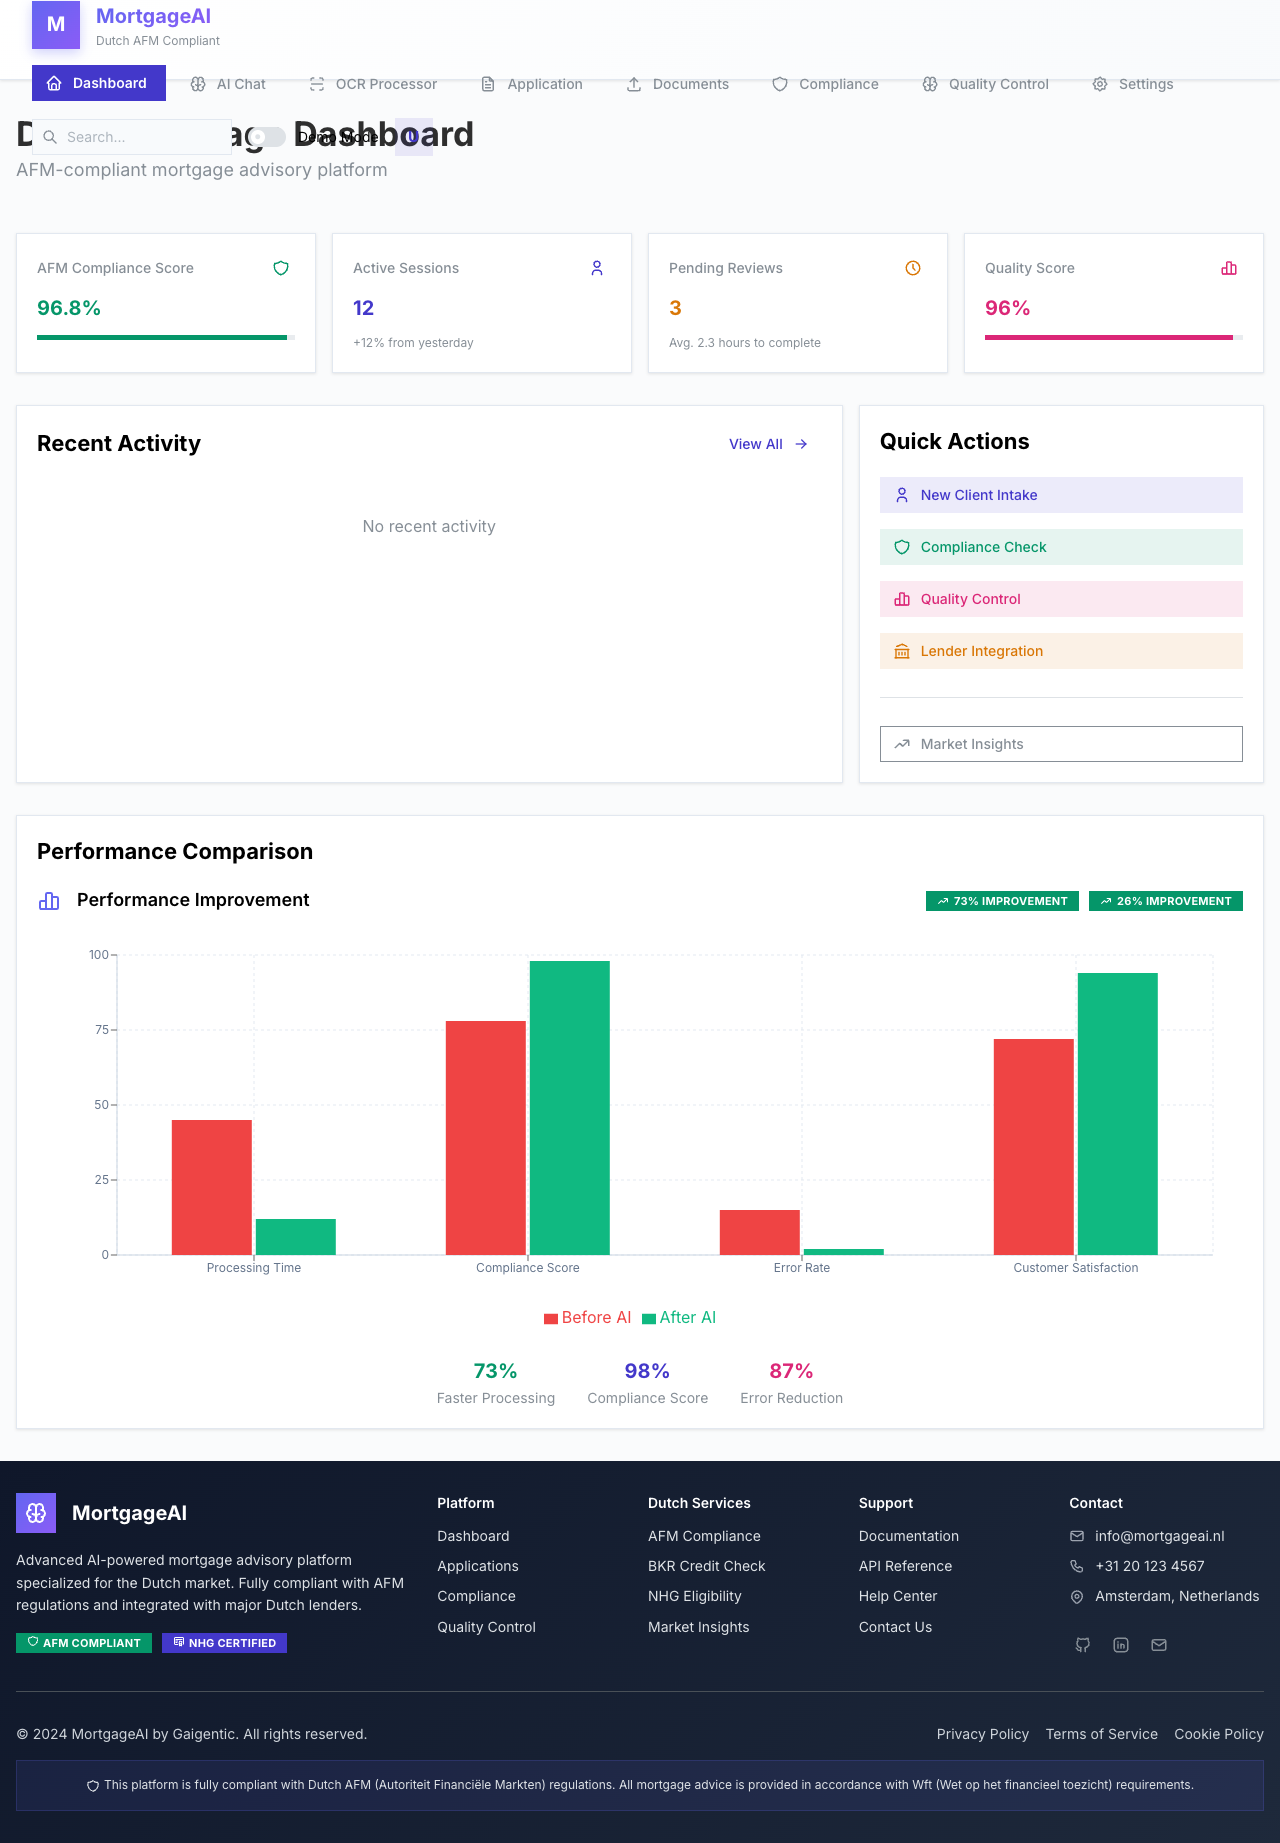 M
MortgageAI
Dutch AFM Compliant
Dashboard
AI Chat
OCR Processor
Application
Documents
Compliance
Quality Control
Settings
Search...
Demo Mode
U
Dashboard
AFM-compliant mortgage advisory platform
AFM Compliance Score
96.8%
Active Sessions
12
+12% from yesterday
Pending Reviews
3
Avg. 2.3 hours to complete
Quality Score
96%
Recent Activity
View All
No recent activity
Quick Actions
New Client Intake
Compliance Check
Quality Control
Lender Integration
Market Insights
Performance Comparison
Performance Improvement
73% IMPROVEMENT
26% IMPROVEMENT
100
75
50
25
0
Processing Time
Compliance Score
Error Rate
Customer Satisfaction
Before AI
After AI
73%
Faster Processing
98%
Compliance Score
87%
Error Reduction
MortgageAI
Advanced AI-powered mortgage advisory platform
specialized for the Dutch market. Fully compliant with AFM
regulations and integrated with major Dutch lenders.
AFM COMPLIANT
NHG CERTIFIED
Platform
Dashboard
Applications
Compliance
Quality Control
Dutch Services
AFM Compliance
BKR Credit Check
NHG Eligibility
Market Insights
Support
Documentation
API Reference
Help Center
Contact Us
Contact
info@mortgageai.nl
+31 20 123 4567
Amsterdam, Netherlands
© 2024 MortgageAI by Gaigentic. All rights reserved.
Privacy Policy
Terms of Service
Cookie Policy
This platform is fully compliant with Dutch AFM (Autoriteit Financiële Markten) regulations. All mortgage advice is provided in accordance with Wft (Wet op het financieel toezicht) requirements.